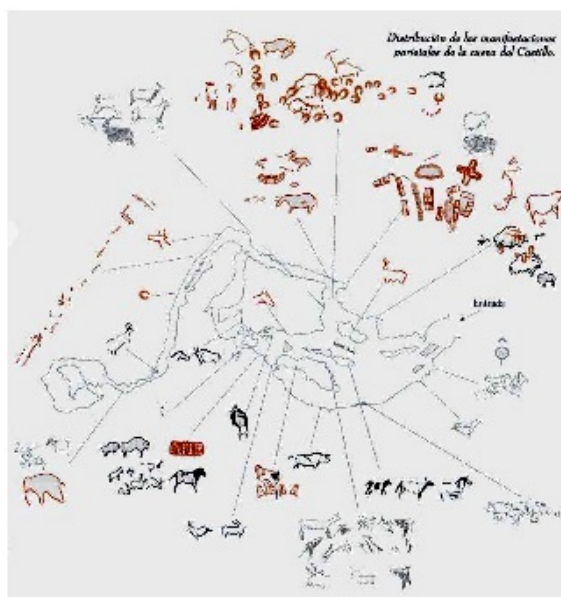 Distribución de las manifestaciones
parietales de la cueva del Castillo.
Entrada